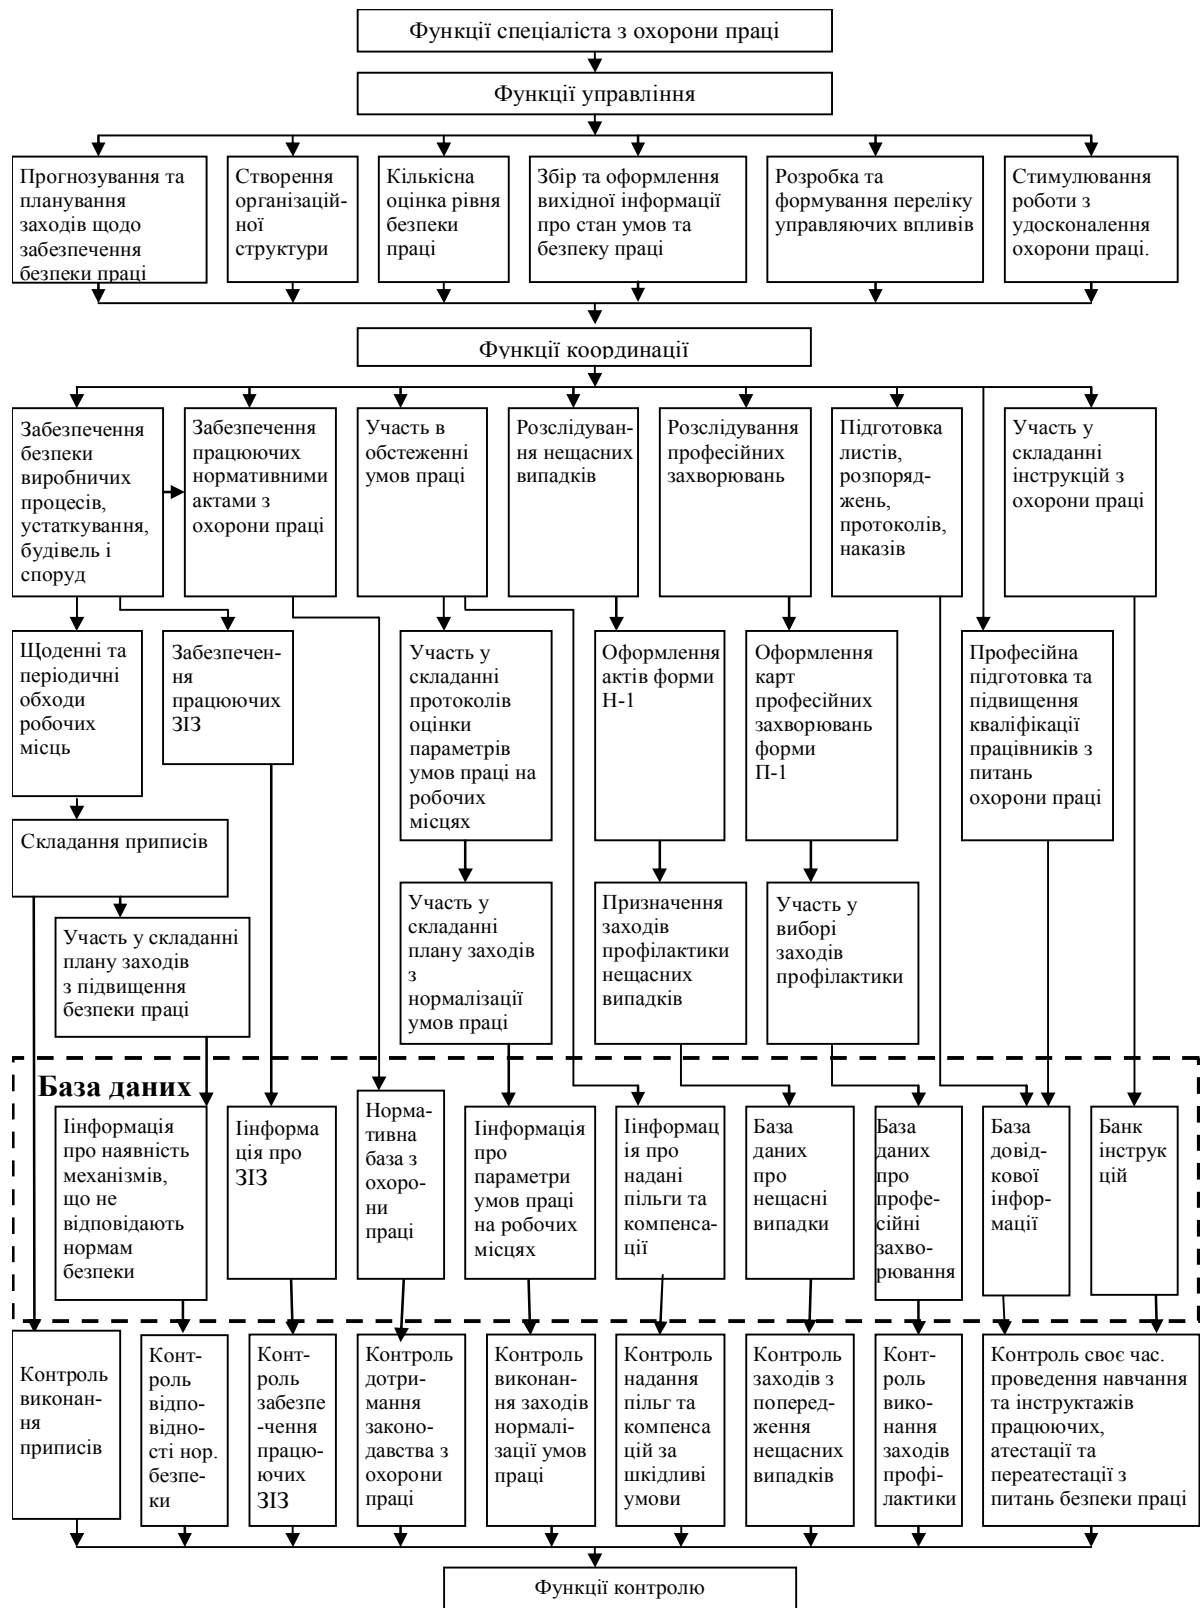 Функції спеціаліста з охорони праці
Функції управління
Прогнозування та
планування
заходів щодо
забезпечення
безпеки праці
Створення
організацій-
ної
структури
Кількісна
оцінка рівня
безпеки
праці
Збір та оформлення
вихідної інформації
про стан умов та
безпеку праці
Розробка та
формування переліку
управляючих впливів
Стимулювання
роботи з
удосконалення
охорони праці.
Функції координації
Забезпечення
безпеки
виробничих
процесів,
устаткування,
будівель і
споруд
Забезпечення
працюючих
нормативними
актами з
охорони праці
Участь в
обстеженні
умов праці
Розслідуван-
ня нещасних
випадків
Розслідування
професійних
захворювань
Підготовка
листів,
розпоряд-
жень,
протоколів,
наказів
Участь у
складанні
інструкцій з
охорони праці
Щоденні та
періодичні
обходи
робочих
місць
Забезпечен-
ня
працюючих
ЗІЗ
Участь у
складанні
протоколів
оцінки
параметрів
умов праці на
робочих
місцях
Оформлення
актів форми
Н-1
Оформлення
карт
професійних
захворювань
форми
П-1
Професійна
підготовка та
підвищення
кваліфікації
працівників з
питань
охорони праці
Складання приписів
Участь у складанні
плану заходів
з підвищення
безпеки праці
Участь у
складанні
плану заходів
з
нормалізації
умов праці
Призначення
заходів
профілактики
нещасних
випадків
Участь у
виборі
заходів
профілактики
База даних
Іінформація
про наявність
механізмів,
що не
відповідають
нормам
безпеки
Іінформа
ція про
ЗІЗ
Норма-
тивна
база з
охоро-
ни
праці
Іінформація
про
параметри
умов праці
на робочих
місцях
Іінформац
ія про
надані
пільги та
компенса-
ції
База
даних
про
нещасні
випадки
База
даних
про
профе-
сійні
захво-
рювання
База
довід-
кової
інфор-
мації
Банк
інструк
цій
Контроль
виконан-
ня
приписів
Конт-
роль
відпо-
відно-
сті нор.
безпе-
ки
Конт-
роль
забезпе
-чення
працю-
ючих
ЗІЗ
Контроль
дотри-
мання
законо-
давства з
охорони
праці
Контроль
виконан-
ня заходів
нормалі-
зації умов
праці
Контроль
надання
пільг та
компенса
цій за
шкідливі
умови
Контроль
заходів з
поперед-
ження
нещасних
випадків
Конт-
роль
вико-
нання
заходів
профі-
лактики
Контроль своє час.
проведення навчання
та інструктажів
працюючих,
атестації та
переатестації з
питань безпеки праці
Функції контролю